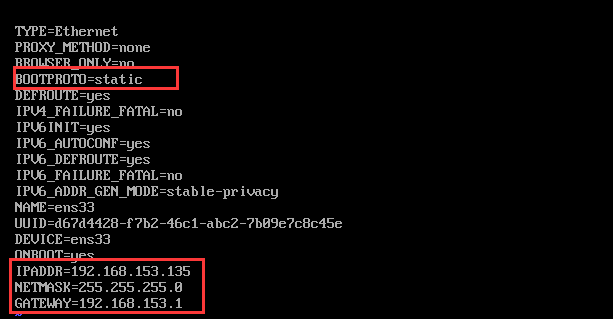 TYPE=Ethernet
PROXY_METHOD=none
BROWSER_ONLY=no
BOOTPROTO=static
DEFROUTE=yes
IPV4_FAILURE_FATAL=no
IPV6INIT=yes
IPV6_AUTOCONF=yes
IPV6_DEFROUTE=yes
IPV6_FAILURE_FATAL=no
IPV6_ADDR_GEN_MODE=stable-privacy
NAME=ens33
UUID=d67d4428-f7b2-46c1-abc2-7b09e7c8c45e
DEVICE=ens33
ONBOOT=yes
IPADDR=192.168.153.135
NETMASK=255.255.255.0
GATEWAY=192.168.153.1
~